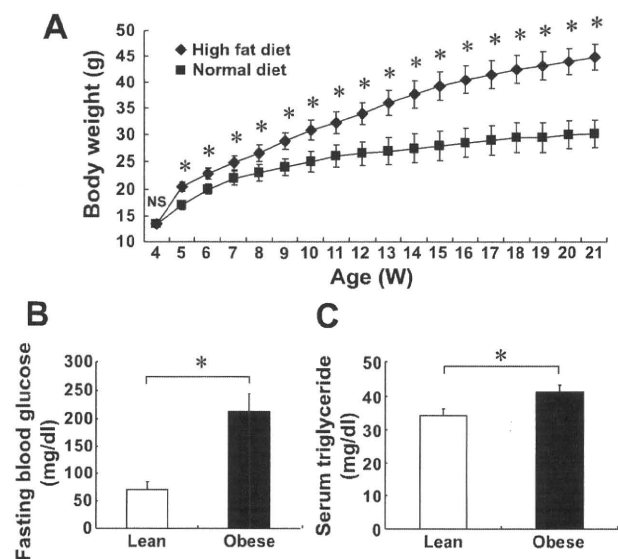 A
Body weight (g)
50
45
40
35
30
25
20
15
10
High fat diet
Normal diet
NS
* * * * * * * * * * * * * * * * *
4 5 6 7 8 9 10 11 12 13 14 15 16 17 18 19 20 21
Age (W)
B
Fasting blood glucose
(mg/dl)
300
250
200
150
100
50
0
*
Lean Obese
C
Serum triglyceride
(mg/dl)
50
40
30
20
10
0
*
Lean Obese